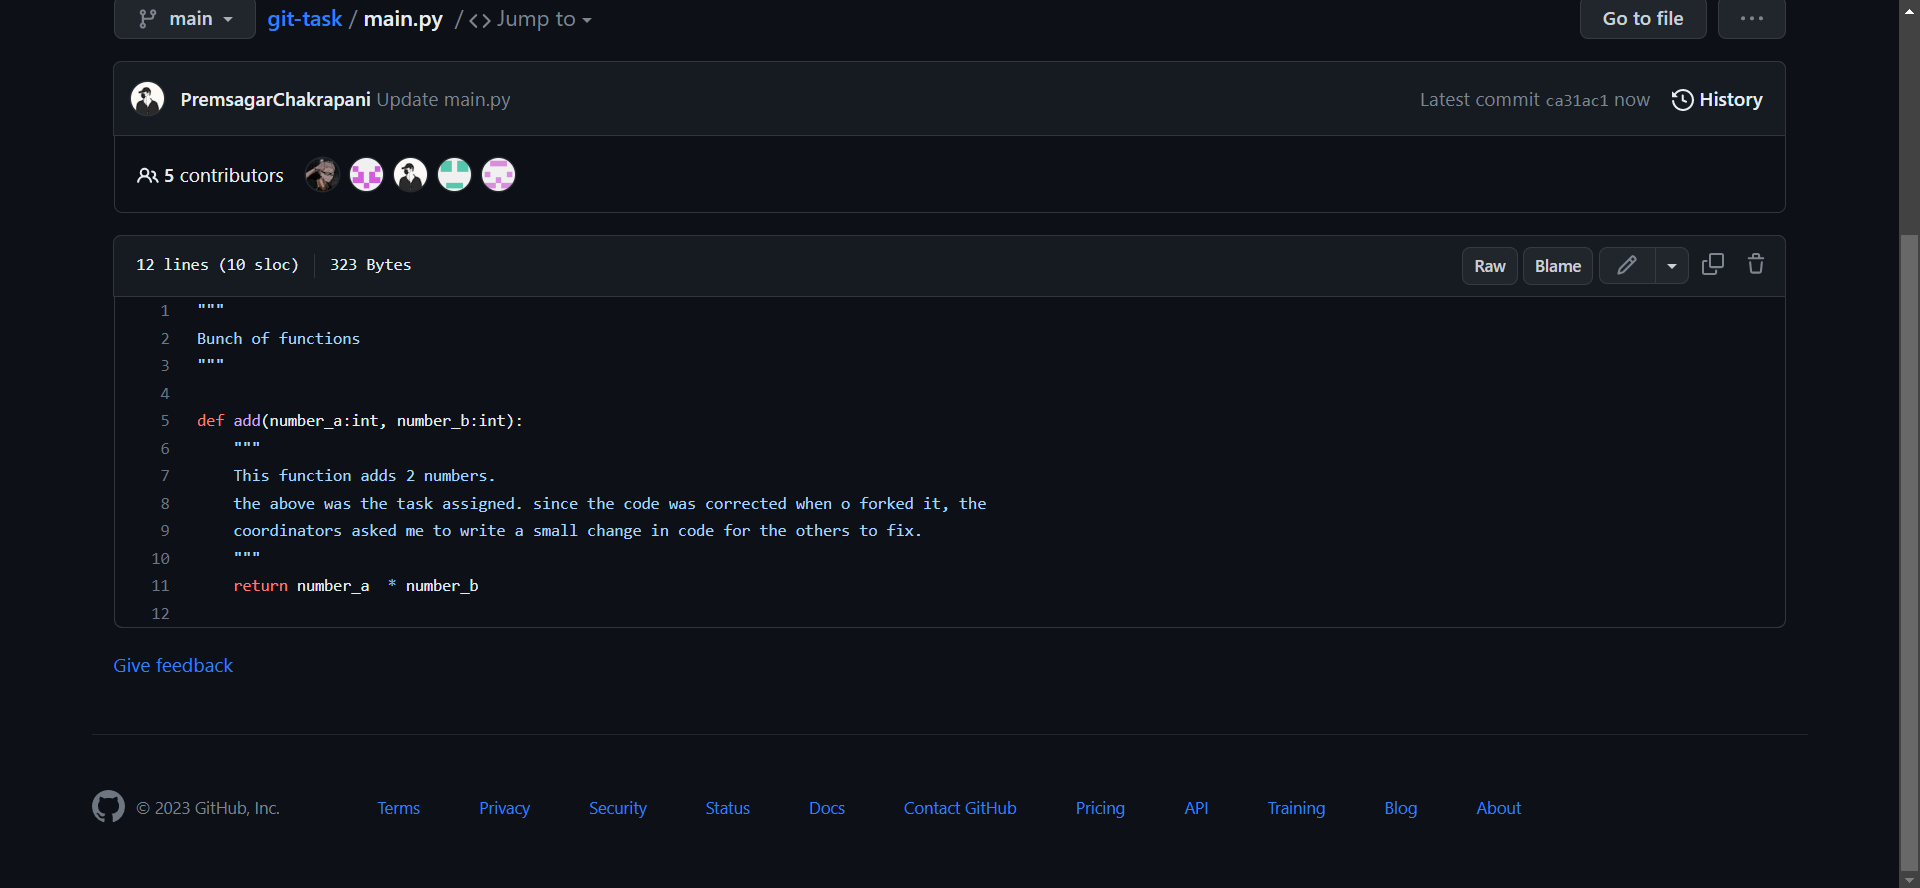 main git-task / main.py / <> Jump to Go to file ...
PremsagarChakrapani Update main.py Latest commit ca31ac1 now History
5 contributors
12 lines (10 sloc) 323 Bytes Raw Blame
1 """
2 Bunch of functions
3 """
4
5 def add(number_a:int, number_b:int):
6 """
7 This function adds 2 numbers.
8 the above was the task assigned. since the code was corrected when o forked it, the
9 coordinators asked me to write a small change in code for the others to fix.
10 """
11 return number_a  * number_b
12
Give feedback
© 2023 GitHub, Inc. Terms Privacy Security Status Docs Contact GitHub Pricing API Training Blog About